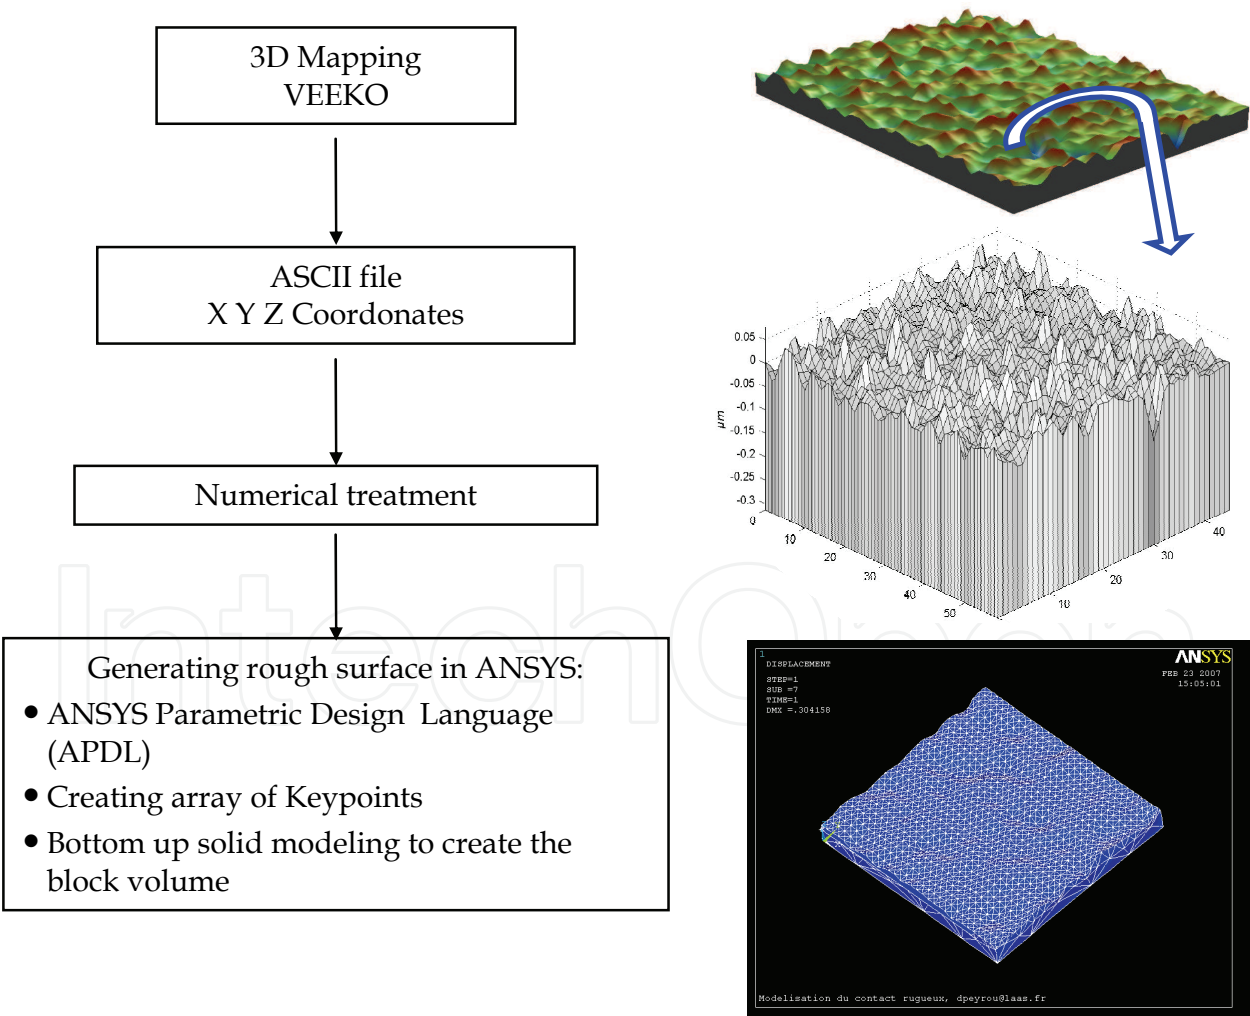 3D Mapping
VEEKO
ASCII file
X Y Z Coordonates
Numerical treatment
Generating rough surface in ANSYS:
• ANSYS Parametric Design Language
(APDL)
• Creating array of Keypoints
• Bottom up solid modeling to create the
block volume
0.05
0
-0.05
-0.1
-0.15
-0.2
-0.25
-0.3
μm
0
10
20
30
40
50
10
20
30
40
1
DISPLACEMENT
STEP=1
SUB =7
TIME=1
DMX =.304158
ANSYS
FEB 23 2007
15:05:01
Modelisation du contact rugueux, dpeyrou@laas.fr
IntechOpen